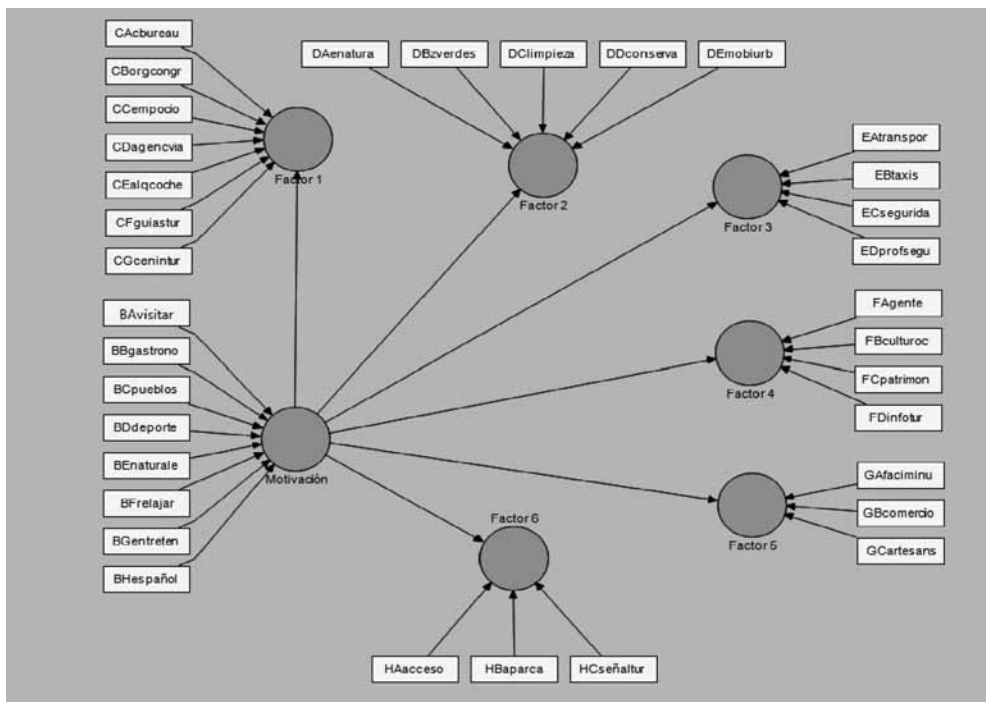 CAcbureau
CBorgcongr
CCempocio
CDagencvia
CEalqcoche
CFguiastur
CGcenintur
Factor 1
DAenatura
DBzverdes
DClimpieza
DDconserva
DEmobiurb
Factor 2
EAtranspor
EBtaxis
ECsegurida
EDprofsegu
Factor 3
BAvisitar
BBgastrono
BCpueblos
BDdeporte
BEnaturale
BFrelajar
BGentreten
BHespañol
Motivación
FAgente
FBculturoc
FCpatrimon
FDinfotur
Factor 4
GAfaciminu
GBcomercio
GCartesans
Factor 5
Factor 6
HAacceso
HBaparca
HCseñaltur